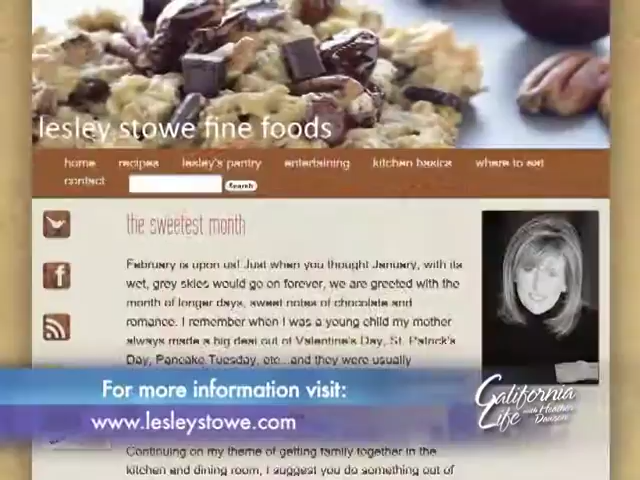 lesley stowe fine foods
home recipes lesley's pantry entertaining kitchen basics where to eat
contact Search
the sweetest month
February is upon us! Just when you thought January, with its
wet, grey skies would go on forever, we are greeted with the
month of longer days, sweet notes of chocolate and
romance. I remember when I was a young child my mother
always made a big deal out of Valentine's Day, St. Patrick's
Day, Pancake Tuesday, etc...and they were usually
For more information visit:
www.lesleystowe.com
California
Life with Heather
Dawson
Continuing on my theme of getting family together in the
kitchen and dining room, I suggest you do something out of